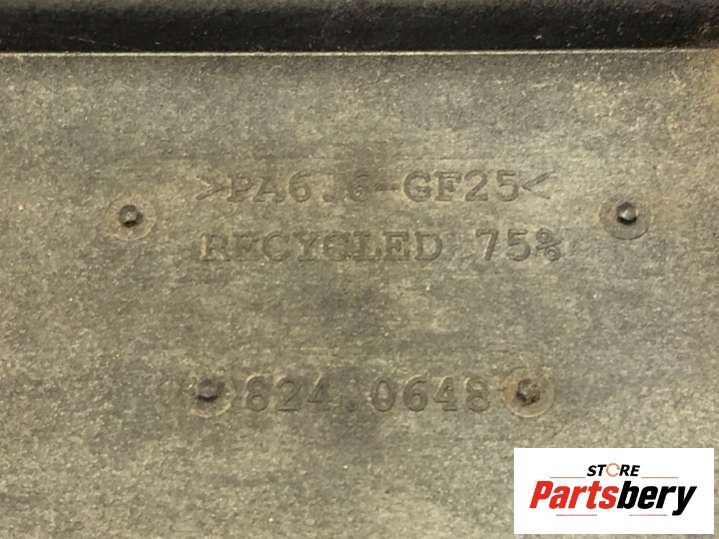 >PA6.6-GF25<
RECYCLED 75%
824.0648
STORE
Partsbery